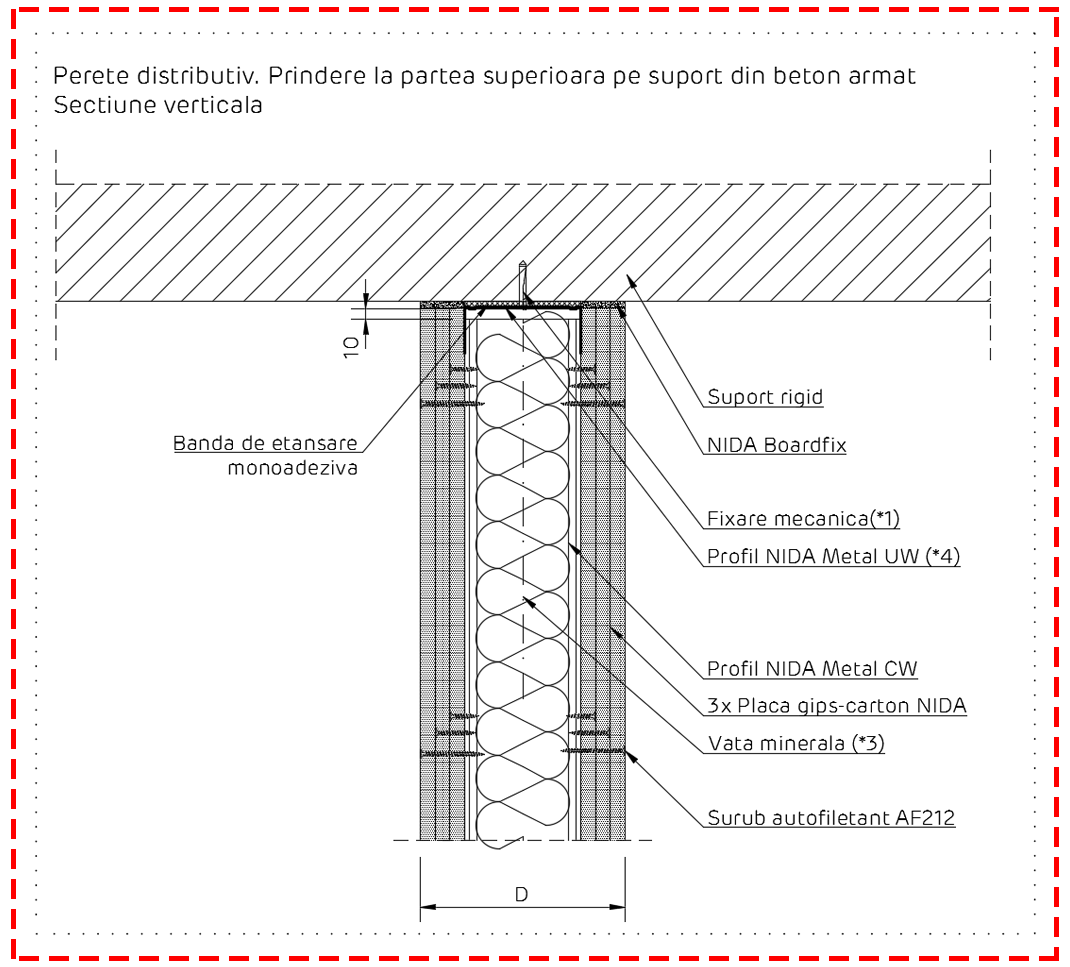 Perete distributiv. Prindere la partea superioara pe suport din beton armat
Sectiune verticala
10
Suport rigid
Banda de etansare
monoadeziva
NIDA Boardfix
Fixare mecanica(*1)
Profil NIDA Metal UW (*4)
Profil NIDA Metal CW
3x Placa gips-carton NIDA
Vata minerala (*3)
Surub autofiletant AF212
D